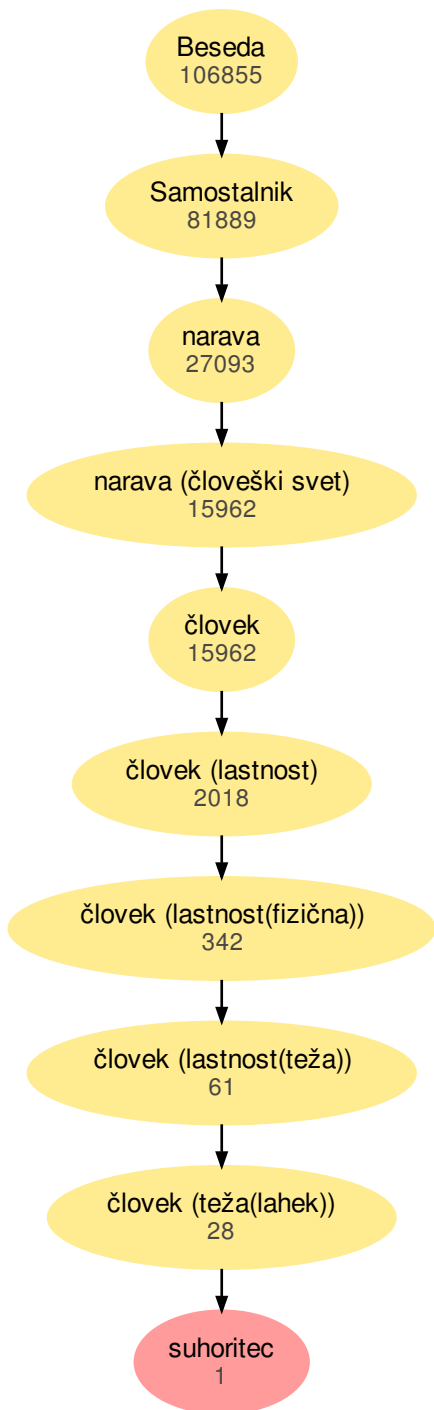 Beseda
106855
Samostalnik
81889
narava
27093
narava (človeški svet)
15962
človek
15962
človek (lastnost)
2018
človek (lastnost(fizična))
342
človek (lastnost(teža))
61
človek (teža(lahek))
28
suhoritec
1